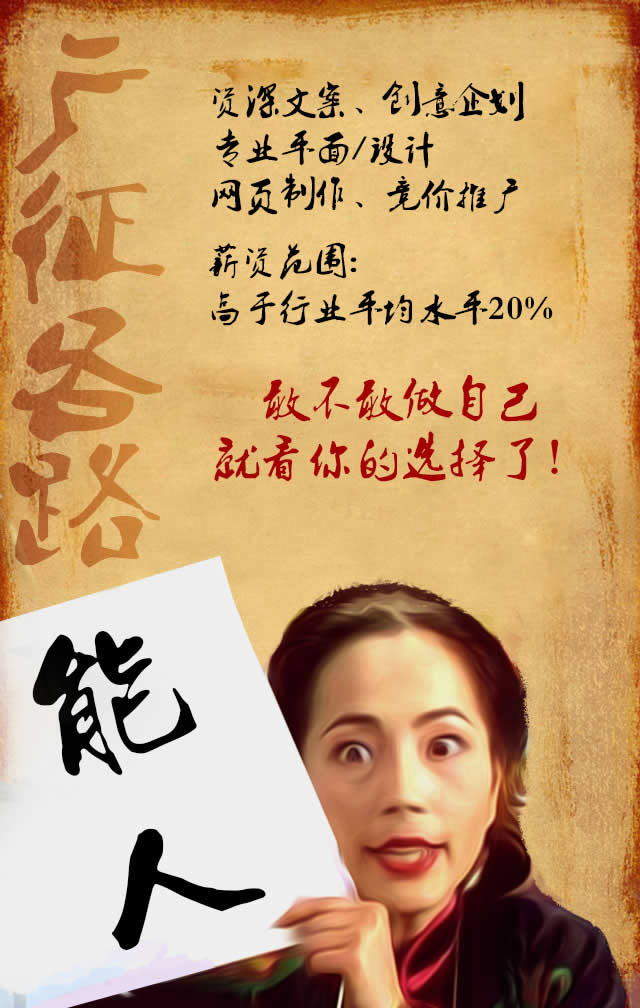 广征各路
资深文案、创意企划
专业平面/设计
网页制作、竞价推广
薪资范围:
高于行业平均水平20%
敢不敢做自己
就看你的选择了!
能
人